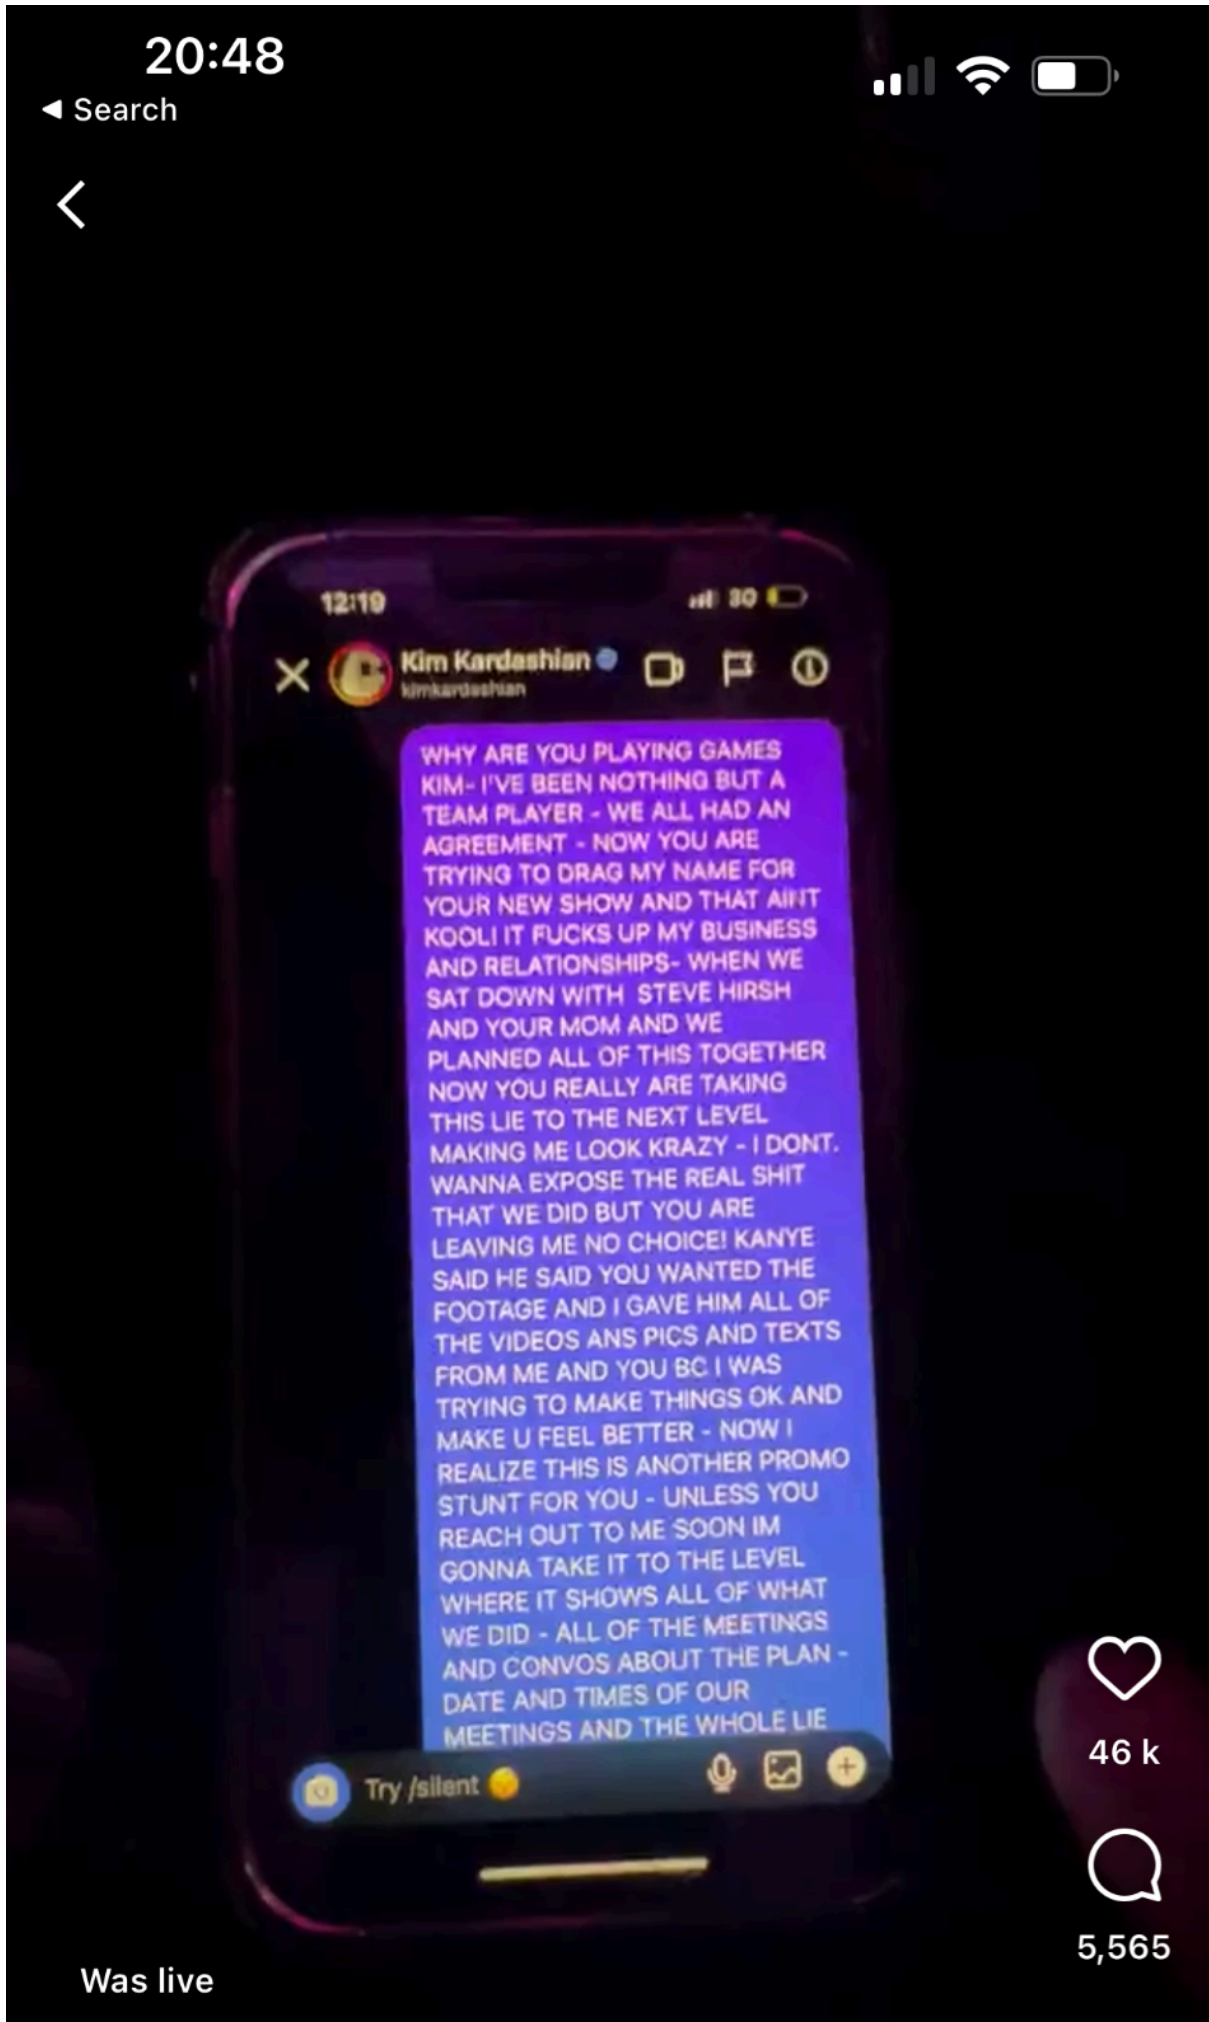 20:48
Search
12:19
30
Kim Kardashian
kimkardashian
WHY ARE YOU PLAYING GAMES
KIM- I'VE BEEN NOTHING BUT A
TEAM PLAYER - WE ALL HAD AN
AGREEMENT - NOW YOU ARE
TRYING TO DRAG MY NAME FOR
YOUR NEW SHOW AND THAT AINT
KOOL! IT FUCKS UP MY BUSINESS
AND RELATIONSHIPS- WHEN WE
SAT DOWN WITH STEVE HIRSH
AND YOUR MOM AND WE
PLANNED ALL OF THIS TOGETHER
NOW YOU REALLY ARE TAKING
THIS LIE TO THE NEXT LEVEL
MAKING ME LOOK KRAZY - I DONT.
WANNA EXPOSE THE REAL SHIT
THAT WE DID BUT YOU ARE
LEAVING ME NO CHOICE! KANYE
SAID HE SAID YOU WANTED THE
FOOTAGE AND I GAVE HIM ALL OF
THE VIDEOS ANS PICS AND TEXTS
FROM ME AND YOU BC I WAS
TRYING TO MAKE THINGS OK AND
MAKE U FEEL BETTER - NOW I
REALIZE THIS IS ANOTHER PROMO
STUNT FOR YOU - UNLESS YOU
REACH OUT TO ME SOON IM
GONNA TAKE IT TO THE LEVEL
WHERE IT SHOWS ALL OF WHAT
WE DID - ALL OF THE MEETINGS
AND CONVOS ABOUT THE PLAN -
DATE AND TIMES OF OUR
MEETINGS AND THE WHOLE LIE
Try /silent
46 k
5,565
Was live